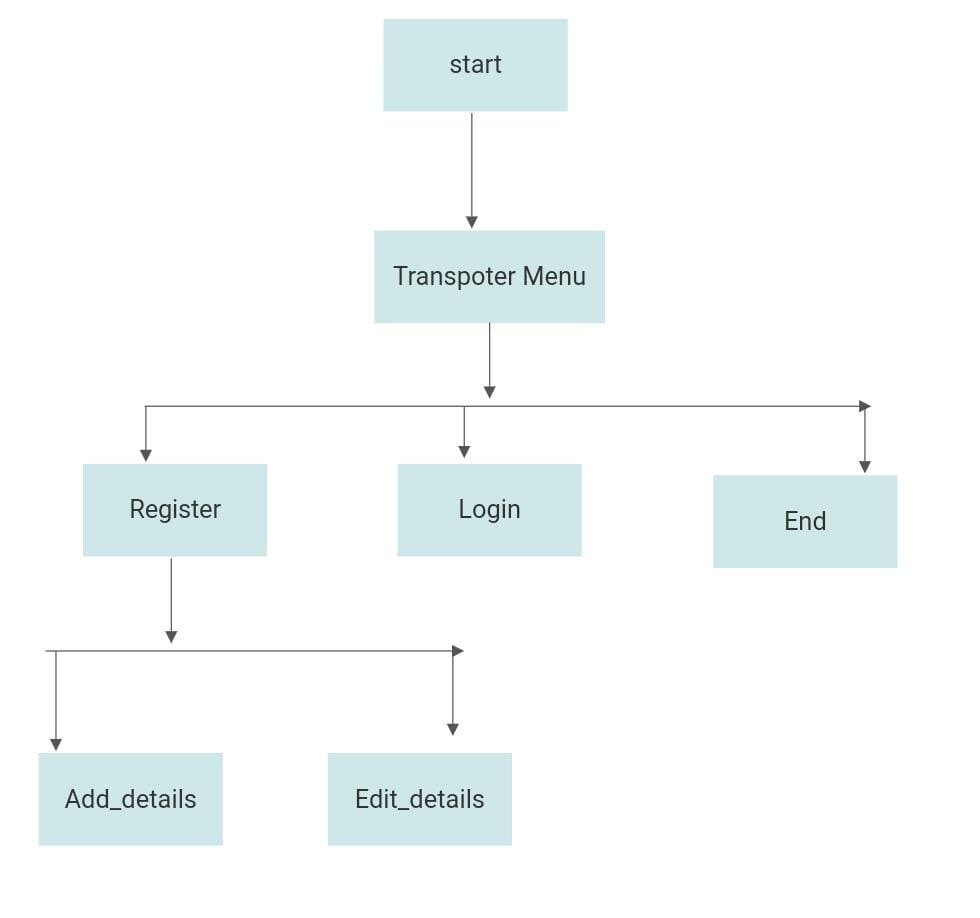 start
Transpoter Menu
Register
Login
End
Add_details
Edit_details